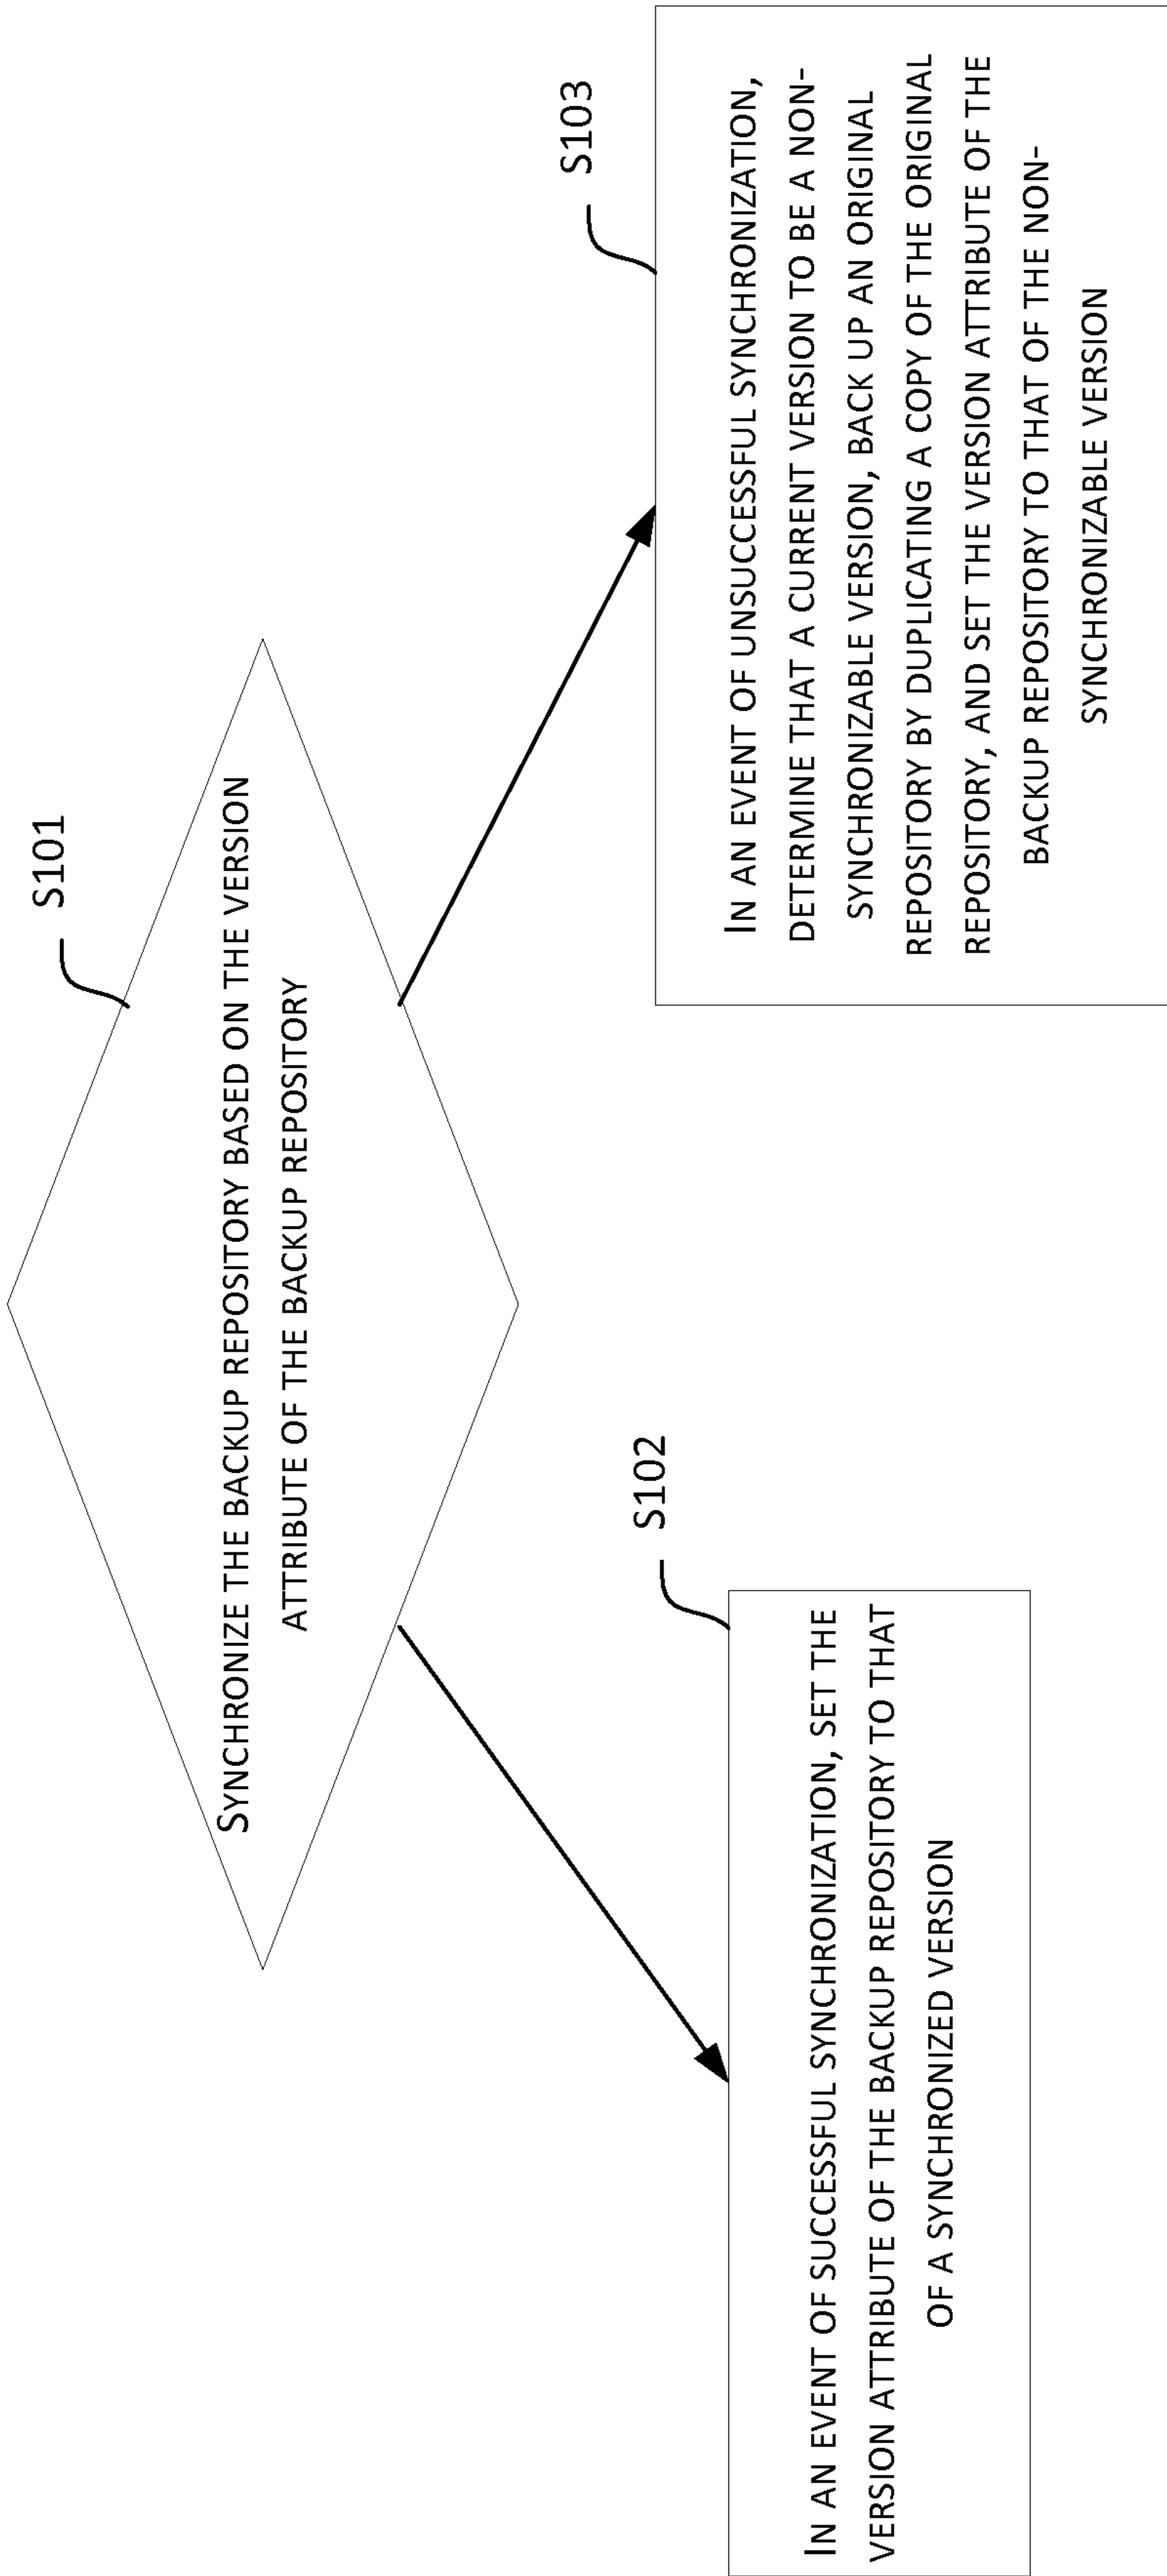 S101
SYNCHRONIZE THE BACKUP REPOSITORY BASED ON THE VERSION
ATTRIBUTE OF THE BACKUP REPOSITORY
S102
IN AN EVENT OF SUCCESSFUL SYNCHRONIZATION, SET THE
VERSION ATTRIBUTE OF THE BACKUP REPOSITORY TO THAT
OF A SYNCHRONIZED VERSION
S103
IN AN EVENT OF UNSUCCESSFUL SYNCHRONIZATION,
DETERMINE THAT A CURRENT VERSION TO BE A NON-
SYNCHRONIZABLE VERSION, BACK UP AN ORIGINAL
REPOSITORY BY DUPLICATING A COPY OF THE ORIGINAL
REPOSITORY, AND SET THE VERSION ATTRIBUTE OF THE
BACKUP REPOSITORY TO THAT OF THE NON-
SYNCHRONIZABLE VERSION